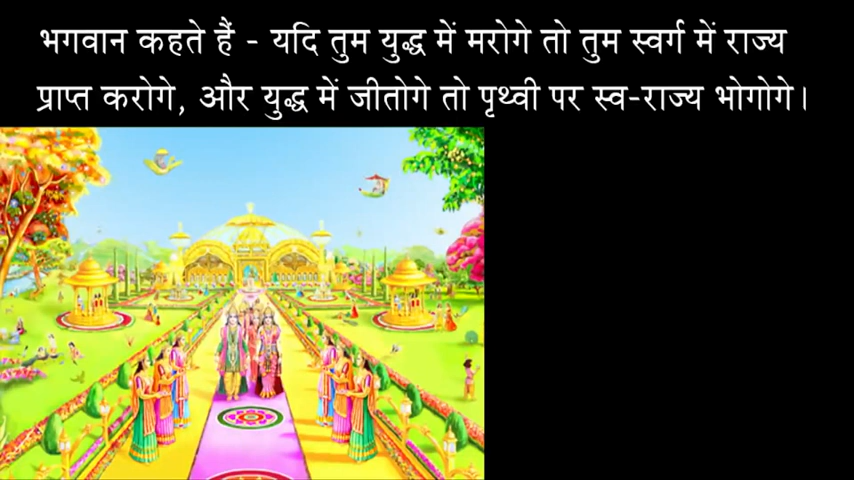 भगवान कहते हैं - यदि तुम युद्ध में मरोगे तो तुम स्वर्ग में राज्य
प्राप्त करोगे, और युद्ध में जीतोगे तो पृथ्वी पर स्व-राज्य भोगोगे।